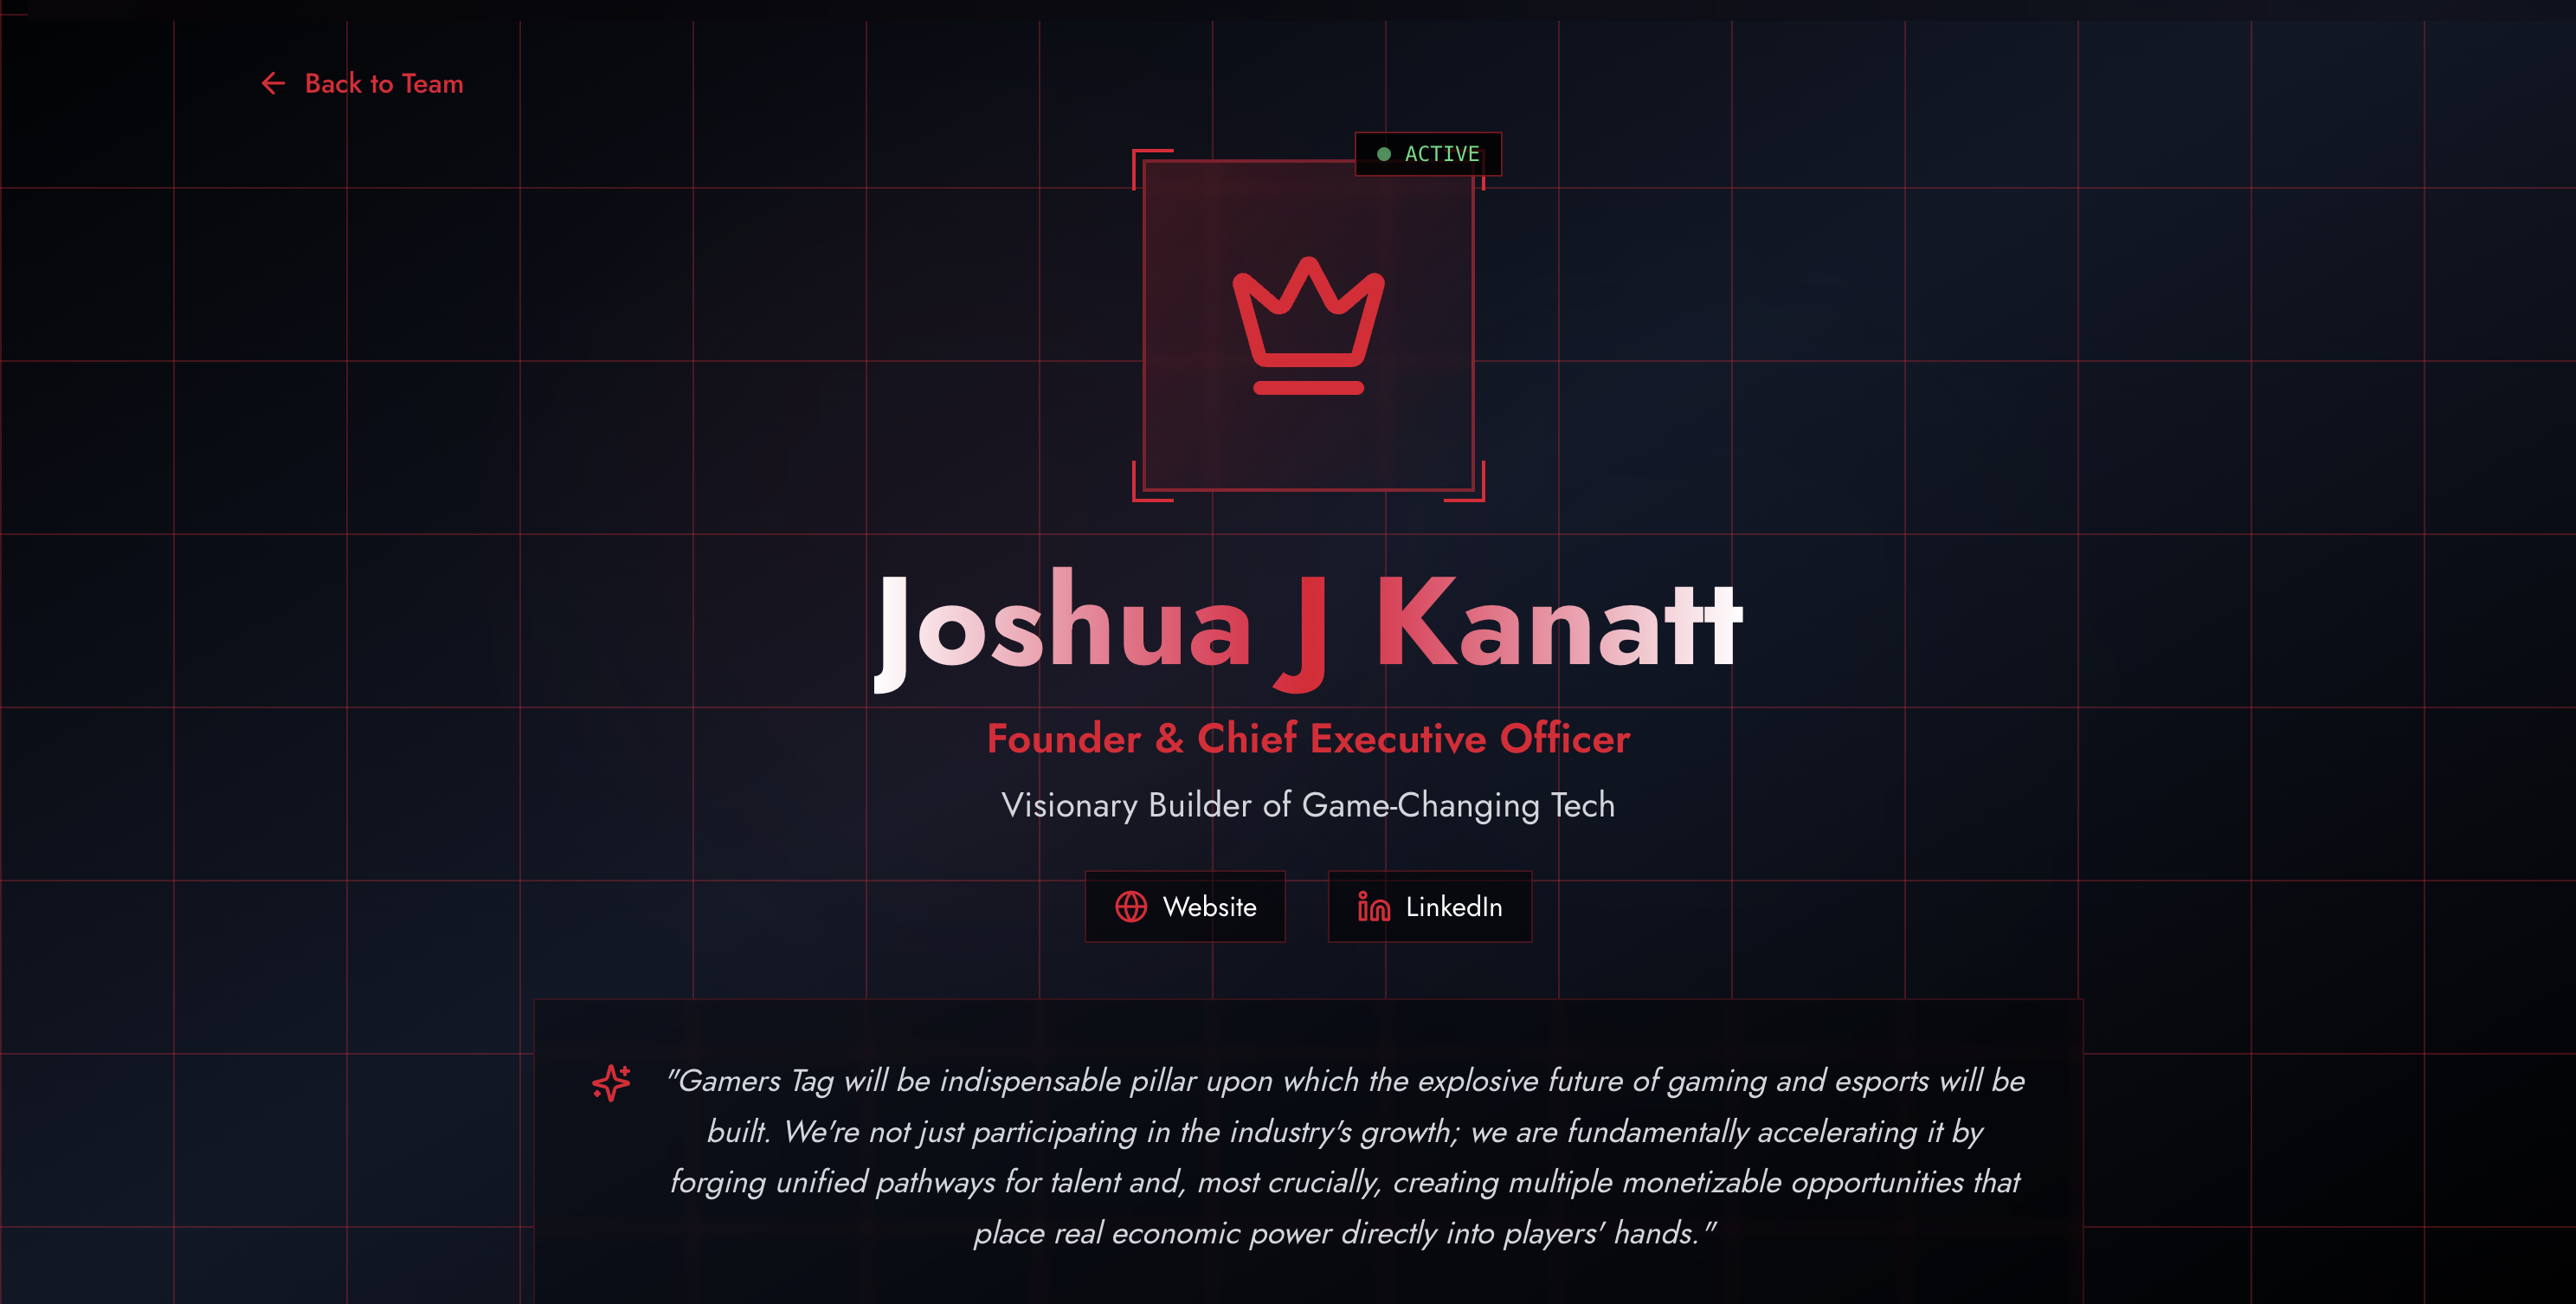 Back to Team
ACTIVE
Joshua J Kanatt
Founder & Chief Executive Officer
Visionary Builder of Game-Changing Tech
Website
LinkedIn
"Gamers Tag will be indispensable pillar upon which the explosive future of gaming and esports will be
built. We're not just participating in the industry's growth; we are fundamentally accelerating it by
forging unified pathways for talent and, most crucially, creating multiple monetizable opportunities that
place real economic power directly into players' hands."